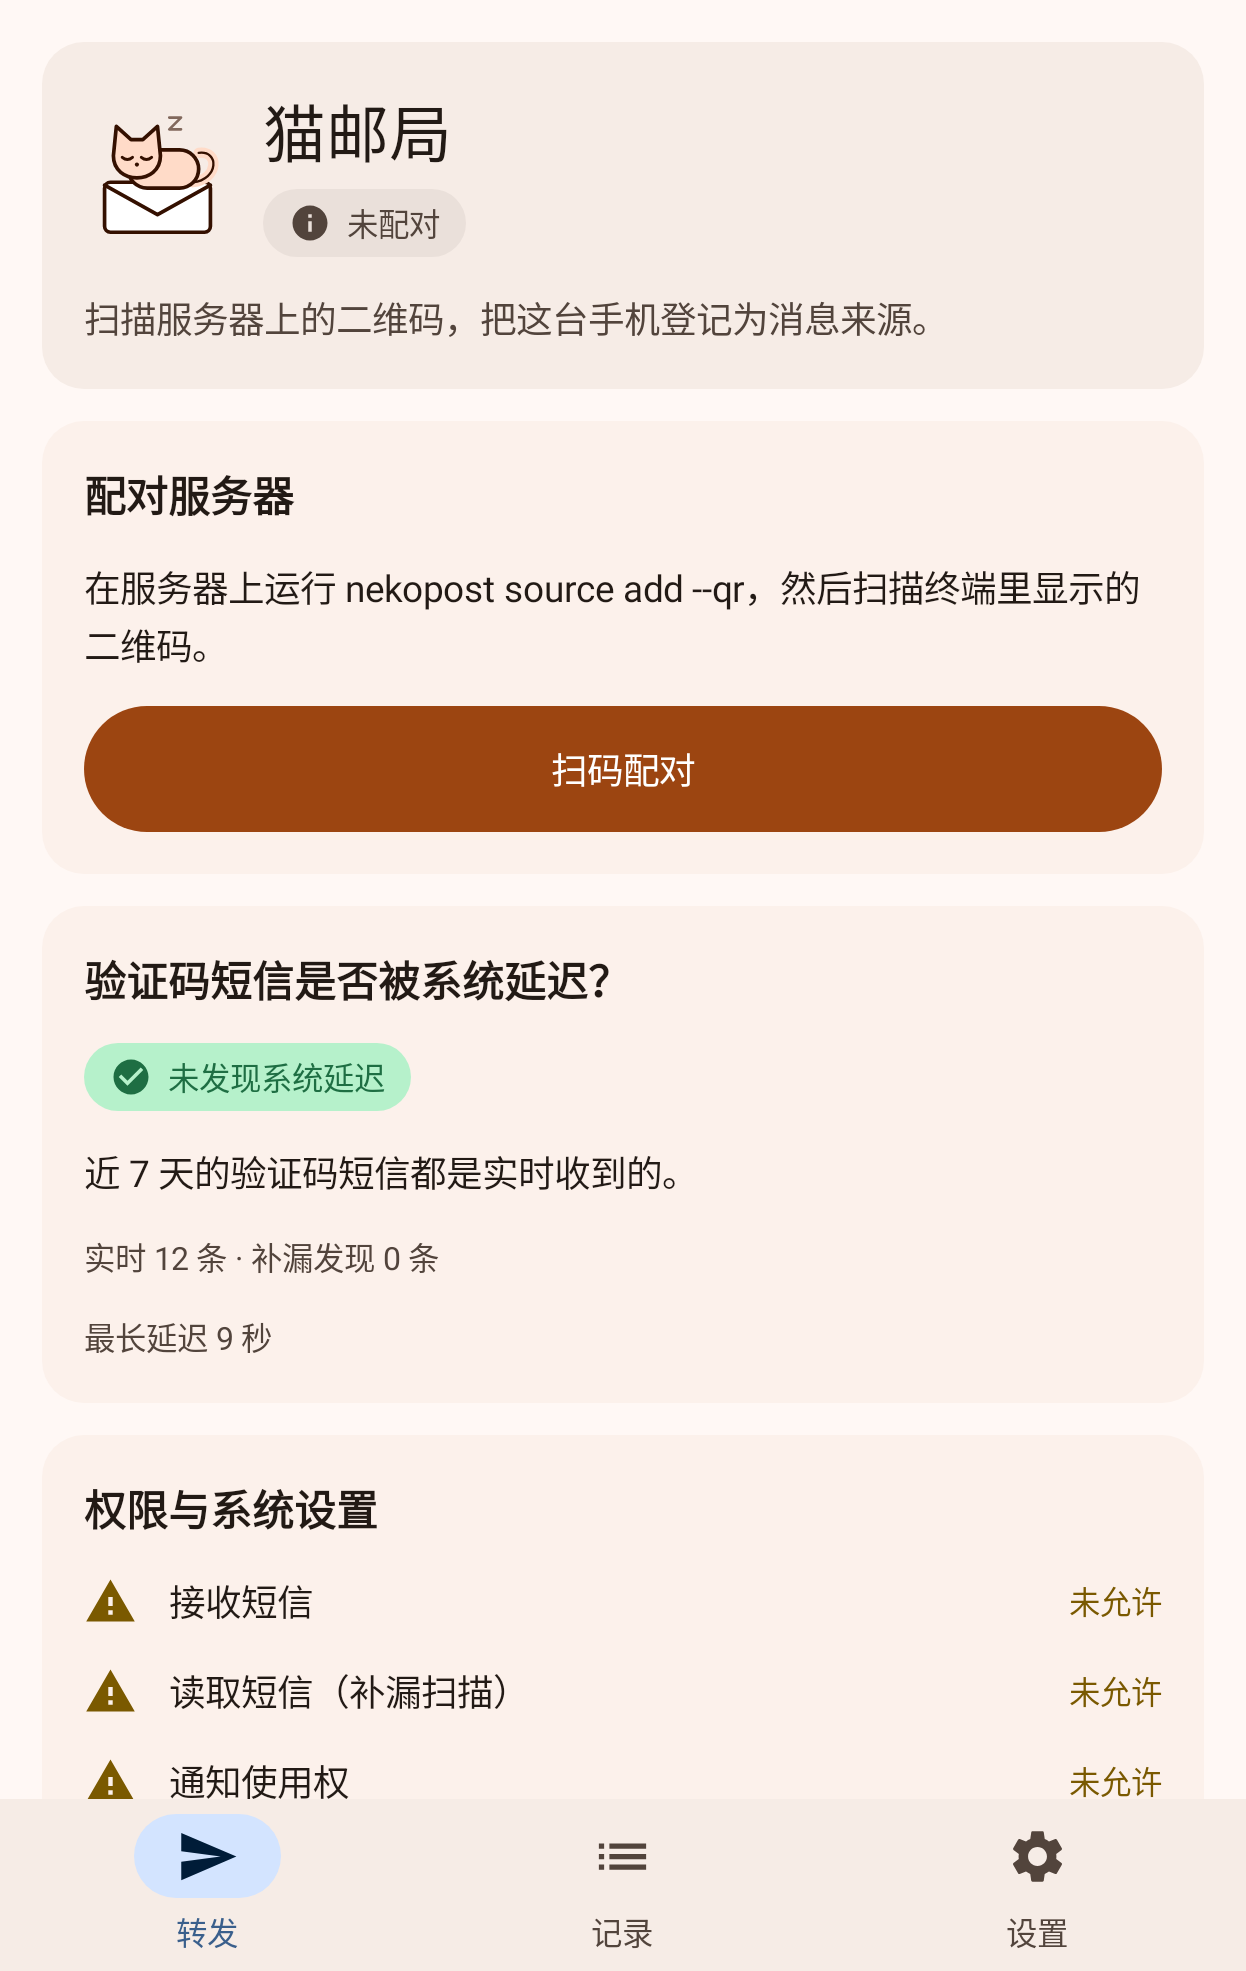 z
猫邮局
未配对
扫描服务器上的二维码，把这台手机登记为消息来源。
配对服务器
在服务器上运行 nekopost source add --qr，然后扫描终端里显示的
二维码。
扫码配对
验证码短信是否被系统延迟？
未发现系统延迟
近 7 天的验证码短信都是实时收到的。
实时 12 条 · 补漏发现 0 条
最长延迟 9 秒
权限与系统设置
接收短信 未允许
读取短信（补漏扫描） 未允许
通知使用权 未允许
转发 记录 设置